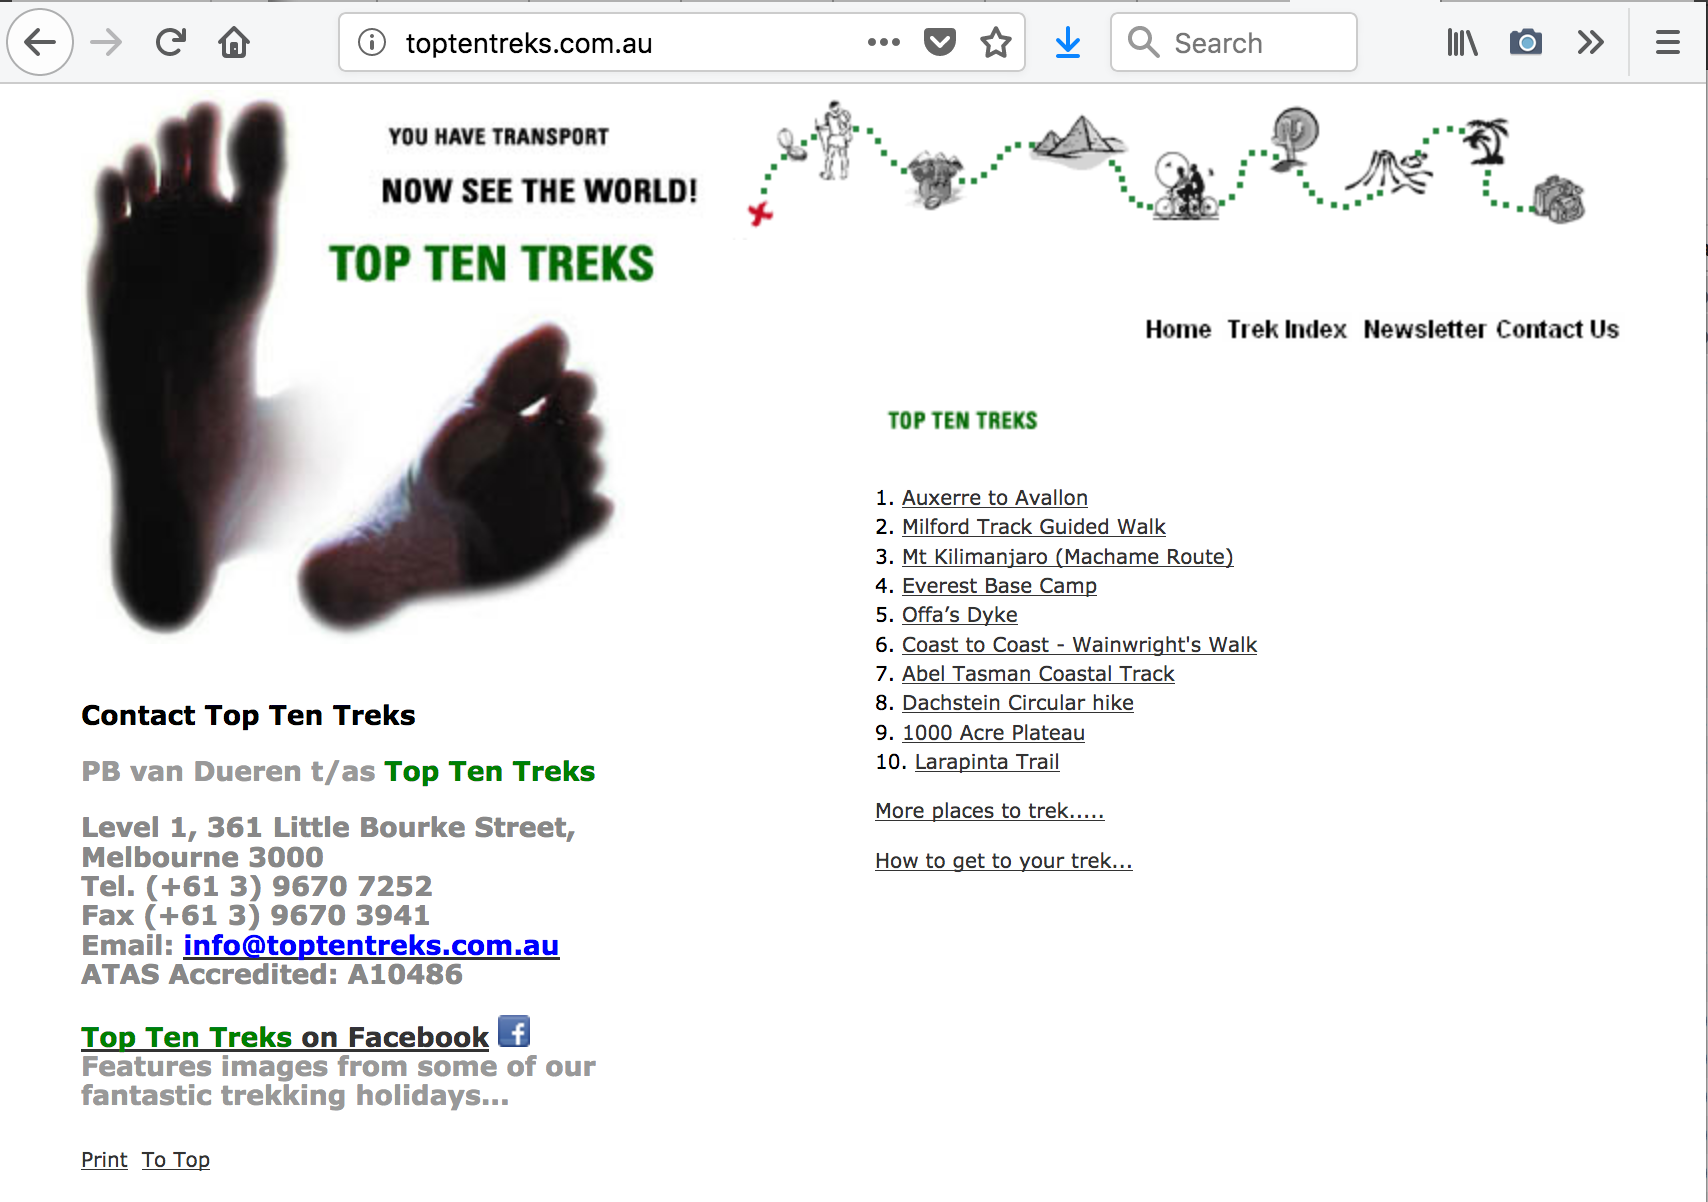 toptentreks.com.au
Search
YOU HAVE TRANSPORT
NOW SEE THE WORLD!
TOP TEN TREKS
Home Trek Index Newsletter Contact Us
TOP TEN TREKS
1. Auxerre to Avallon
2. Milford Track Guided Walk
3. Mt Kilimanjaro (Machame Route)
4. Everest Base Camp
5. Offa’s Dyke
6. Coast to Coast - Wainwright's Walk
7. Abel Tasman Coastal Track
8. Dachstein Circular hike
9. 1000 Acre Plateau
10. Larapinta Trail
More places to trek.....
How to get to your trek...
Contact Top Ten Treks
PB van Dueren t/as Top Ten Treks
Level 1, 361 Little Bourke Street,
Melbourne 3000
Tel. (+61 3) 9670 7252
Fax (+61 3) 9670 3941
Email: info@toptentreks.com.au
ATAS Accredited: A10486
Top Ten Treks on Facebook f
Features images from some of our
fantastic trekking holidays...
Print To Top